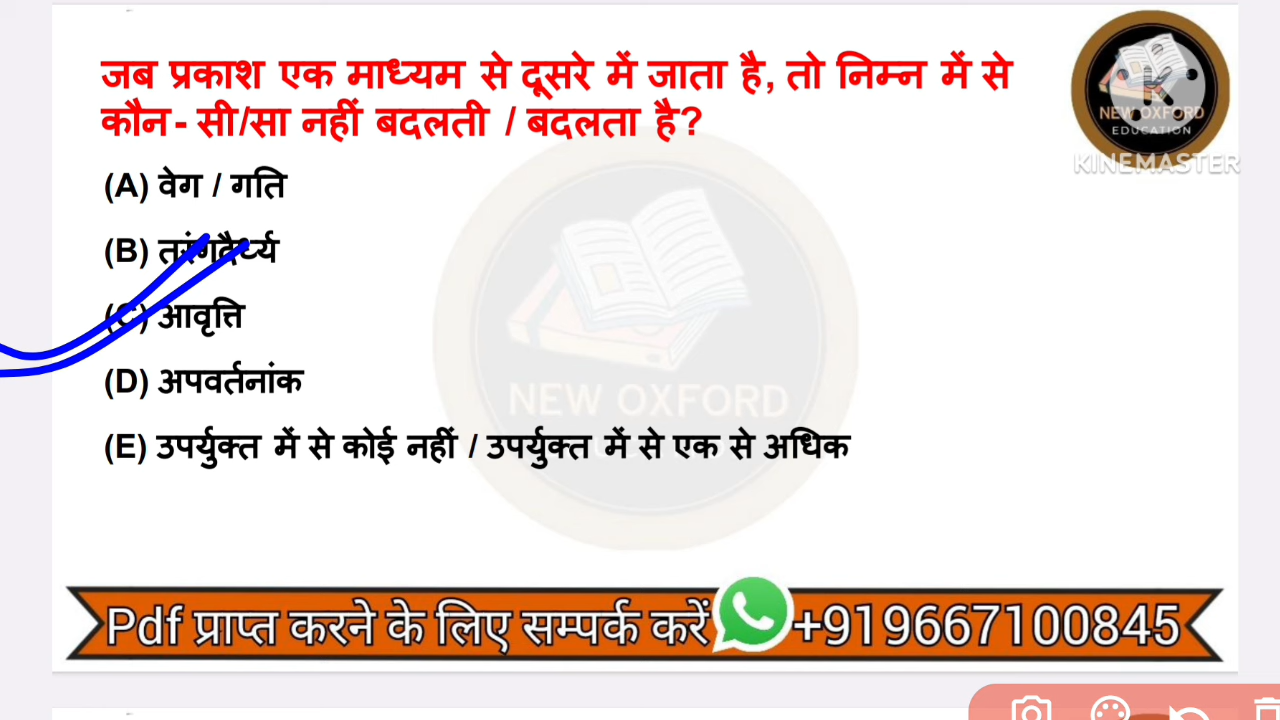 जब प्रकाश एक माध्यम से दूसरे में जाता है, तो निम्न में से
कौन - सी/सा नहीं बदलती / बदलता है?
(A) वेग / गति
(B) तरंगदैर्ध्य
(C) आवृत्ति
(D) अपवर्तनांक
(E) उपर्युक्त में से कोई नहीं / उपर्युक्त में से एक से अधिक
NEW OXFORD
EDUCATION
KINEMASTER
NEW OXFORD
Pdf प्राप्त करने के लिए सम्पर्क करें +919667100845